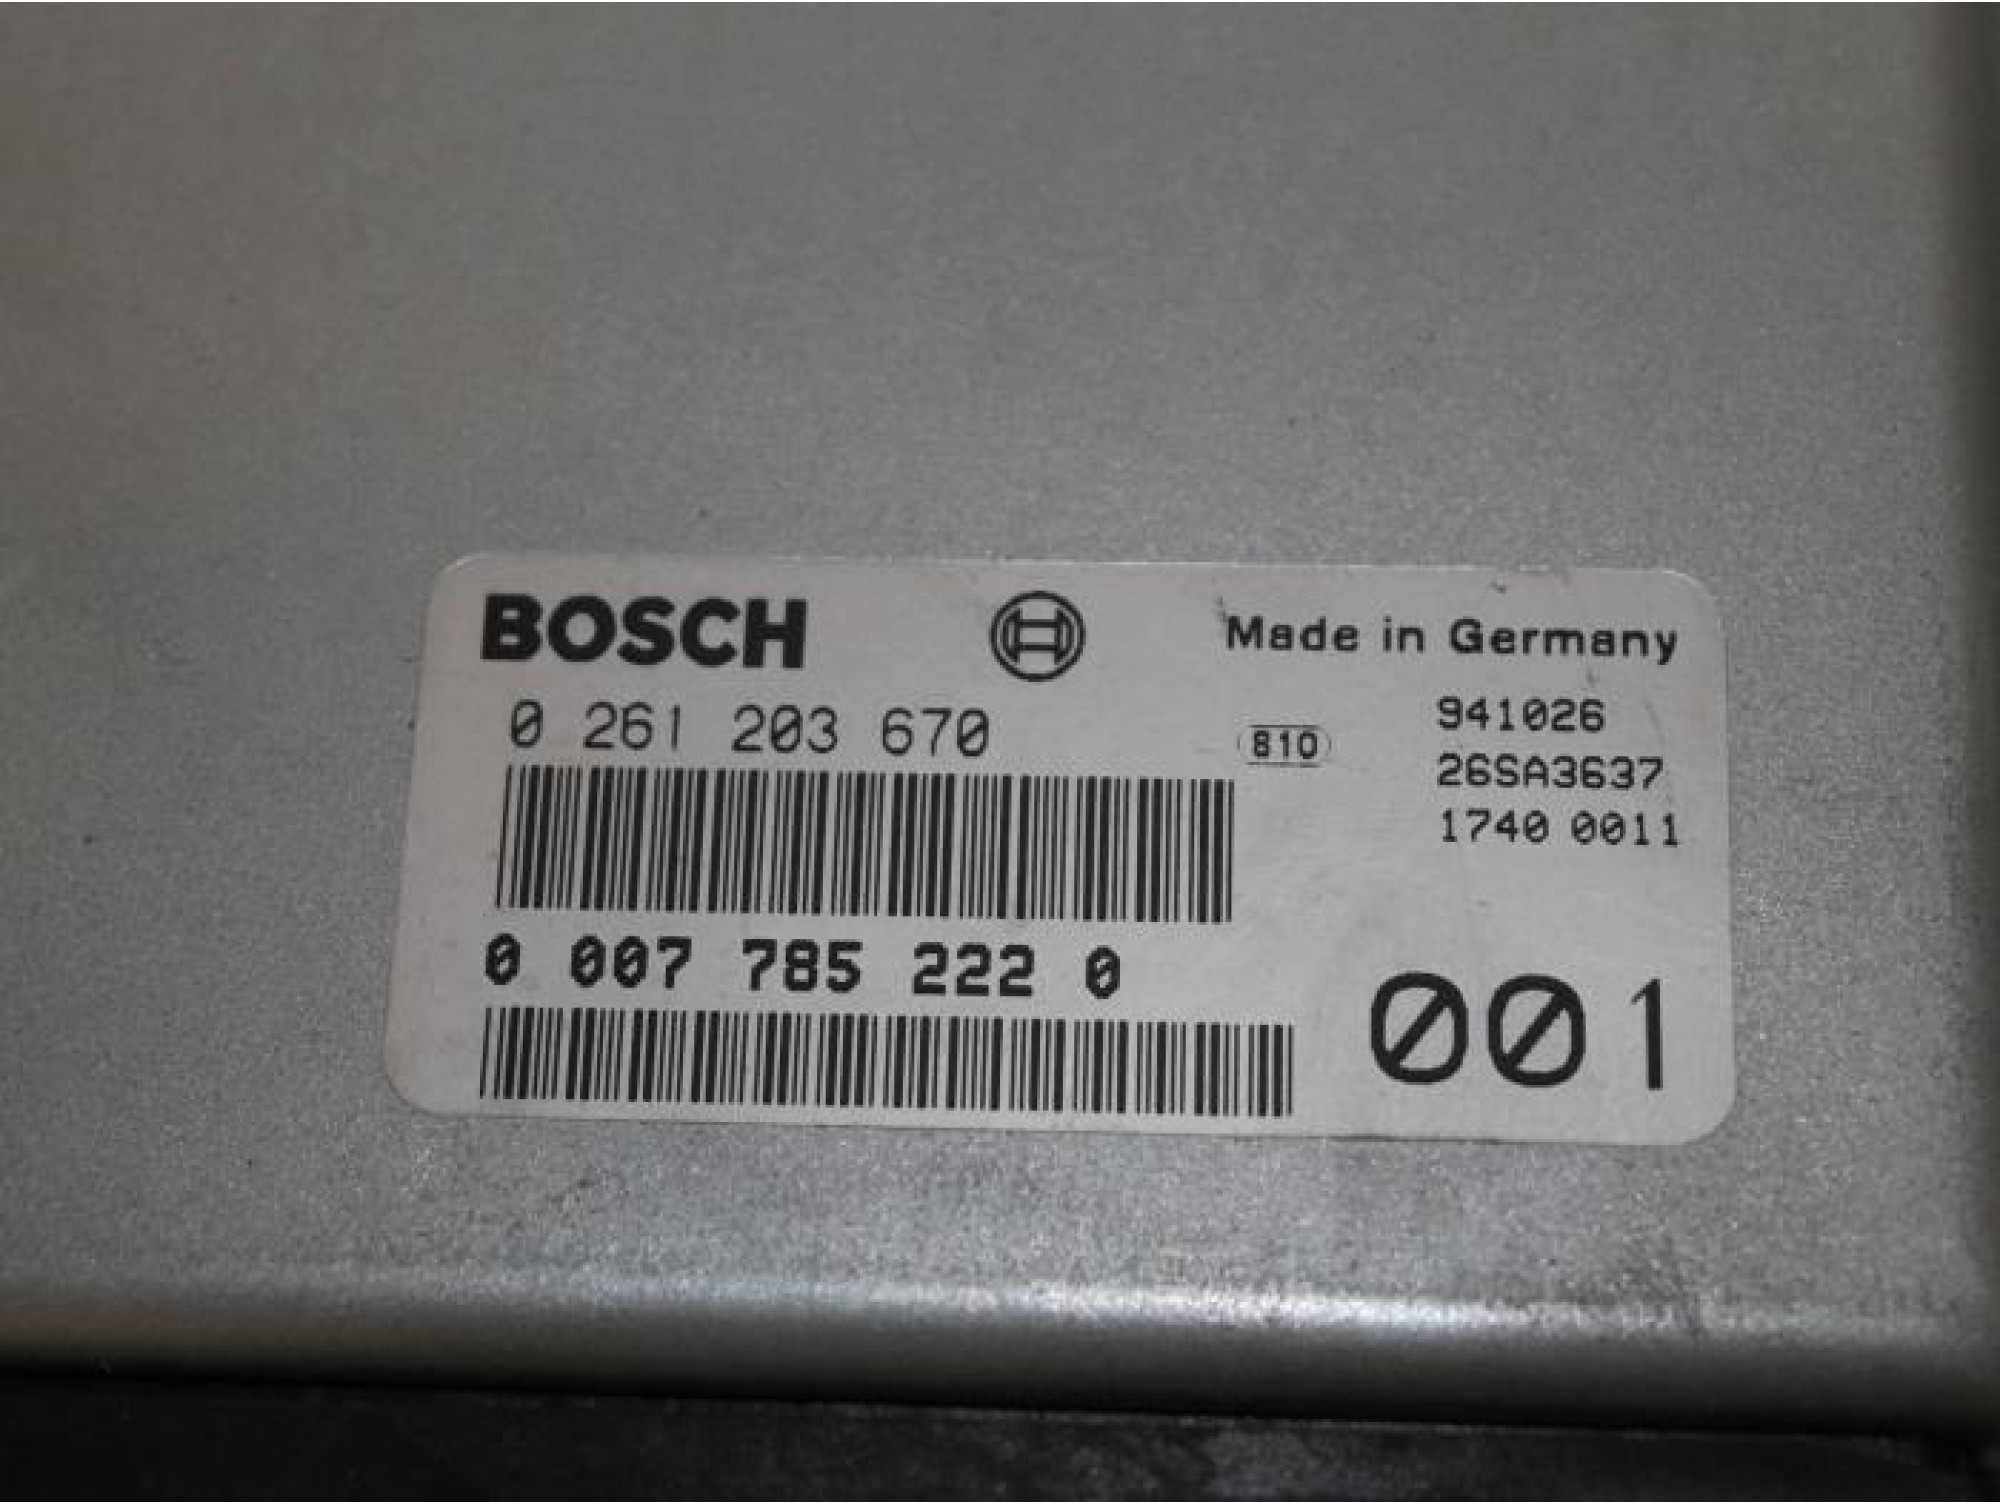 BOSCH
Made in Germany
0 261 203 670
810
941026
26SA3637
1740 0011
0 007 785 222 0
001